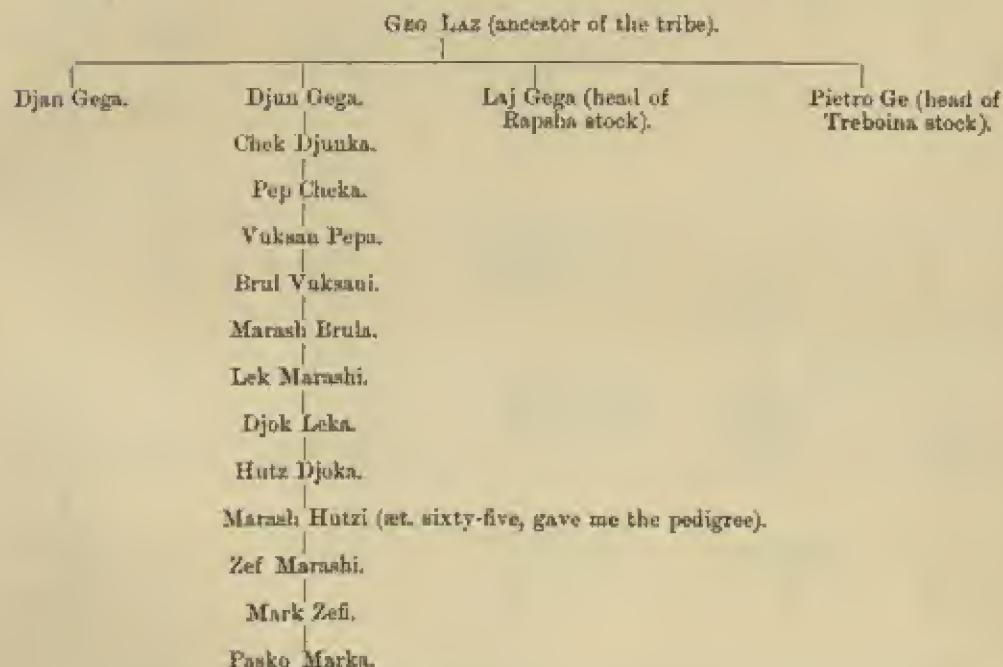 GEG LAZ (ancestor of the tribe).
Djan Gega. Djun Gega. Laj Gega (head of Pietro Ge (head of
Rapsha stock). Treboina stock).
Chek Djunka.
Pep Cheka.
Vuksan Pepa.
Brul Vuksani.
Marash Brula.
Lek Marashi.
Djok Leka.
Hutz Djoka.
Marash Hutzi (æt. sixty-five, gave me the pedigree).
Zef Marashi.
Mark Zefi.
Pasko Marka.